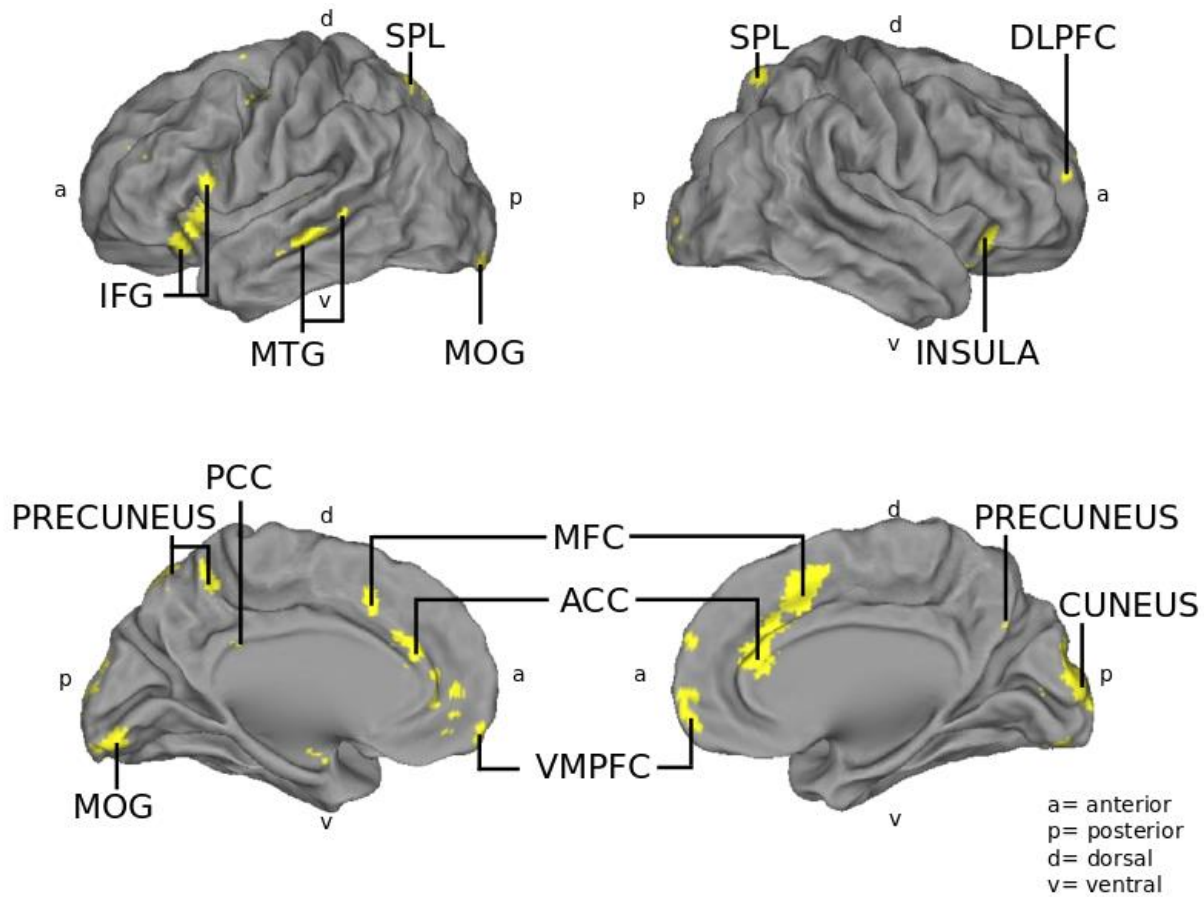 d
SPL
a
p
IFG
v
MTG
MOG
d
SPL
DLPFC
p
a
v
INSULA
PCC
PRECUNEUS
d
MFC
ACC
p
a
VMPFC
MOG
v
d
PRECUNEUS
CUNEUS
a
p
v
a= anterior
p= posterior
d= dorsal
v= ventral